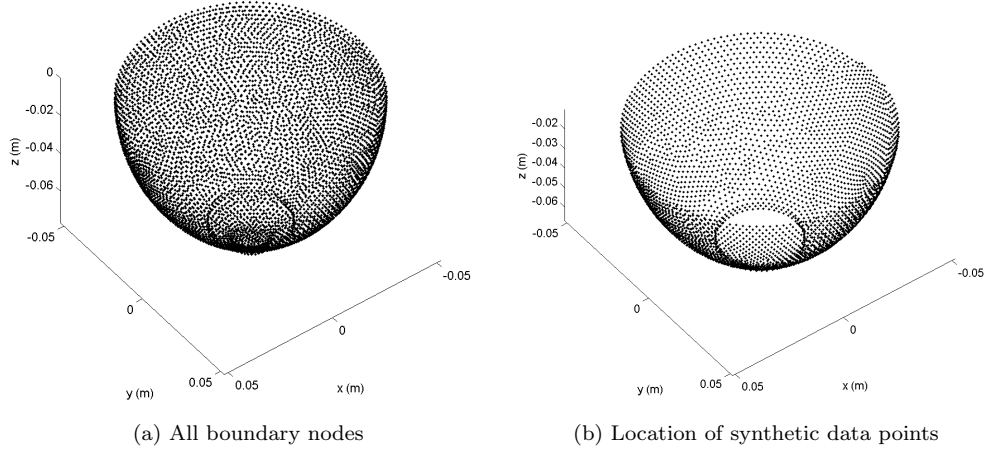 0
-0.02
-0.04
-0.06
z (m)
-0.05
0
0.05
y (m)
0.05
0
-0.05
x (m)
(a) All boundary nodes
-0.02
-0.03
-0.04
-0.05
-0.06
z (m)
-0.05
0
0.05
y (m)
0.05
0
-0.05
x (m)
(b) Location of synthetic data points